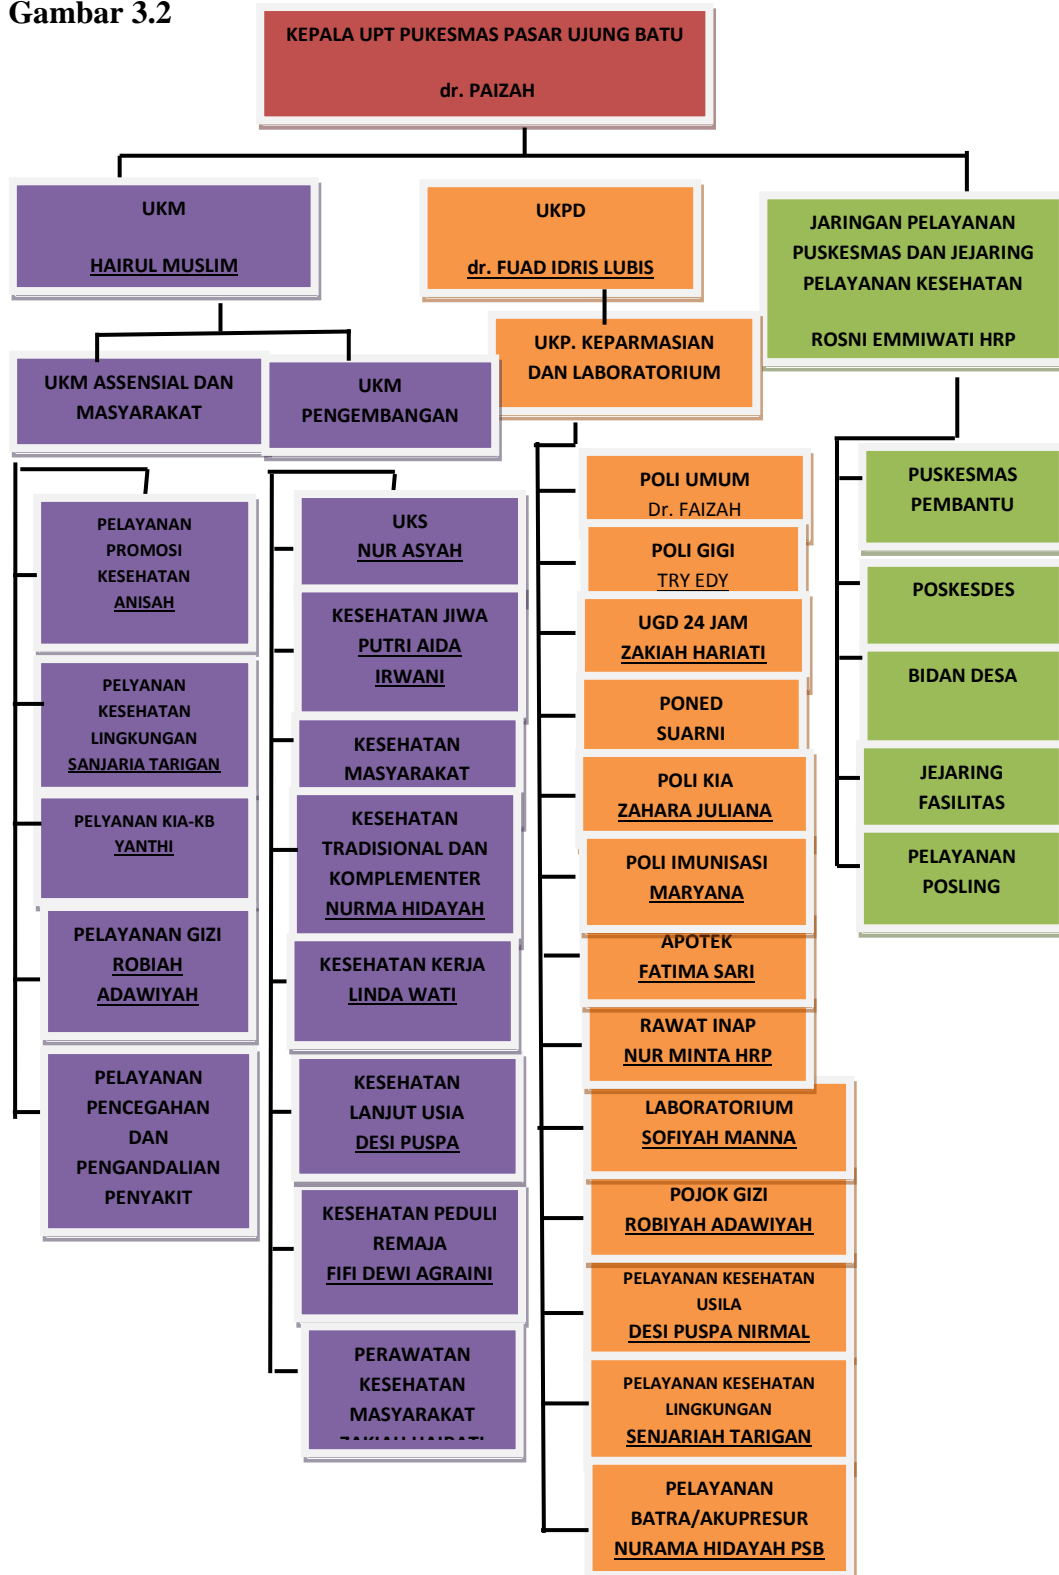 Gambar 3.2
KEPALA UPT PUKESMAS PASAR UJUNG BATU
dr. PAIZAH
UKM
HAIRUL MUSLIM
UKPD
dr. FUAD IDRIS LUBIS
JARINGAN PELAYANAN
PUSKESMAS DAN JEJARING
PELAYANAN KESEHATAN
ROSNI EMMIWATI HRP
UKM ASSENSIAL DAN
MASYARAKAT
UKM
PENGEMBANGAN
UKP. KEPARMASIAN
DAN LABORATORIUM
PELAYANAN
PROMOSI
KESEHATAN
ANISAH
PELYANAN
KESEHATAN
LINGKUNGAN
SANJARIA TARIGAN
PELYANAN KIA-KB
YANTHI
PELAYANAN GIZI
ROBIAH
ADAWIYAH
PELAYANAN
PENCEGAHAN
DAN
PENGANDALIAN
PENYAKIT
UKS
NUR ASYAH
KESEHATAN JIWA
PUTRI AIDA
IRWANI
KESEHATAN
MASYARAKAT
KESEHATAN
TRADISIONAL DAN
KOMPLEMENTER
NURMA HIDAYAH
KESEHATAN KERJA
LINDA WATI
KESEHATAN
LANJUT USIA
DESI PUSPA
KESEHATAN PEDULI
REMAJA
FIFI DEWI AGRAINI
PERAWATAN
KESEHATAN
MASYARAKAT
POLI UMUM
Dr. FAIZAH
POLI GIGI
TRY EDY
UGD 24 JAM
ZAKIAH HARIATI
PONED
SUARNI
POLI KIA
ZAHARA JULIANA
POLI IMUNISASI
MARYANA
APOTEK
FATIMA SARI
RAWAT INAP
NUR MINTA HRP
LABORATORIUM
SOFIYAH MANNA
POJOK GIZI
ROBIYAH ADAWIYAH
PELAYANAN KESEHATAN
USILA
DESI PUSPA NIRMAL
PELAYANAN KESEHATAN
LINGKUNGAN
SENJARIAH TARIGAN
PELAYANAN
BATRA/AKUPRESUR
NURAMA HIDAYAH PSB
PUSKESMAS
PEMBANTU
POSKESDES
BIDAN DESA
JEJARING
FASILITAS
PELAYANAN
POSLING